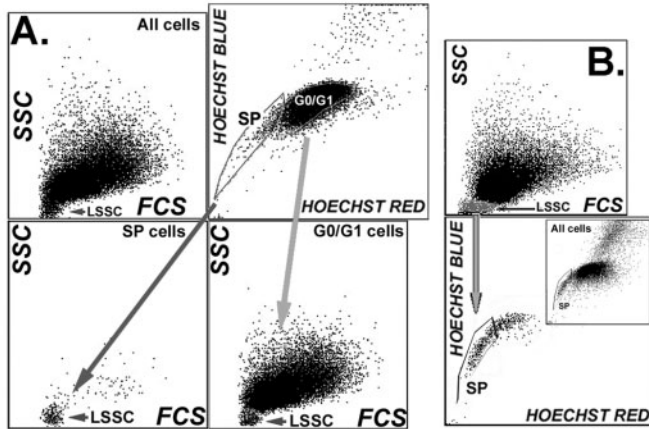 A.
All cells
SSC
LSSC
FCS
HOECHST BLUE
SP
G0/G1
HOECHST RED
SP cells
SSC
LSSC
FCS
G0/G1 cells
SSC
LSSC
FCS
B.
SSC
LSSC
FCS
HOECHST BLUE
All cells
SP
SP
HOECHST RED